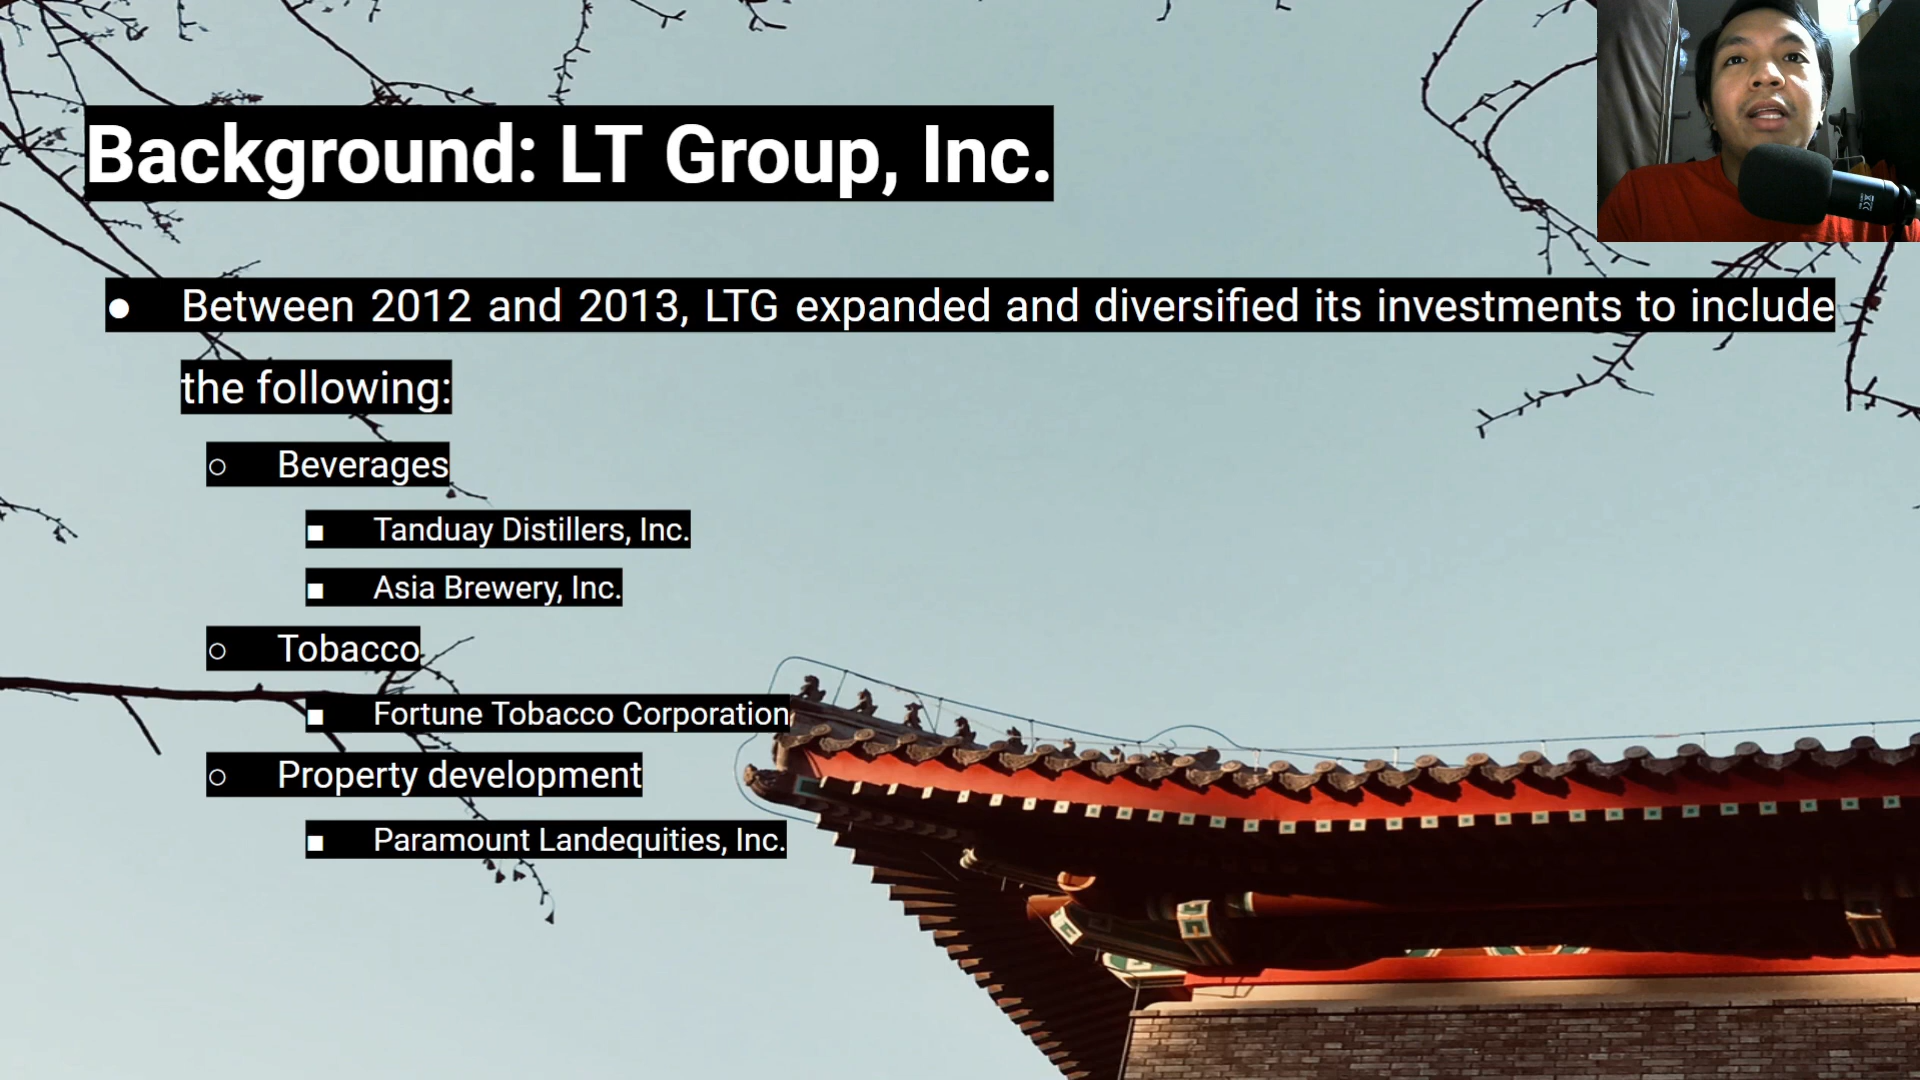 Background: LT Group, Inc.
● Between 2012 and 2013, LTG expanded and diversified its investments to include
the following:
○ Beverages
■ Tanduay Distillers, Inc.
■ Asia Brewery, Inc.
○ Tobacco
■ Fortune Tobacco Corporation
○ Property development
■ Paramount Landequities, Inc.